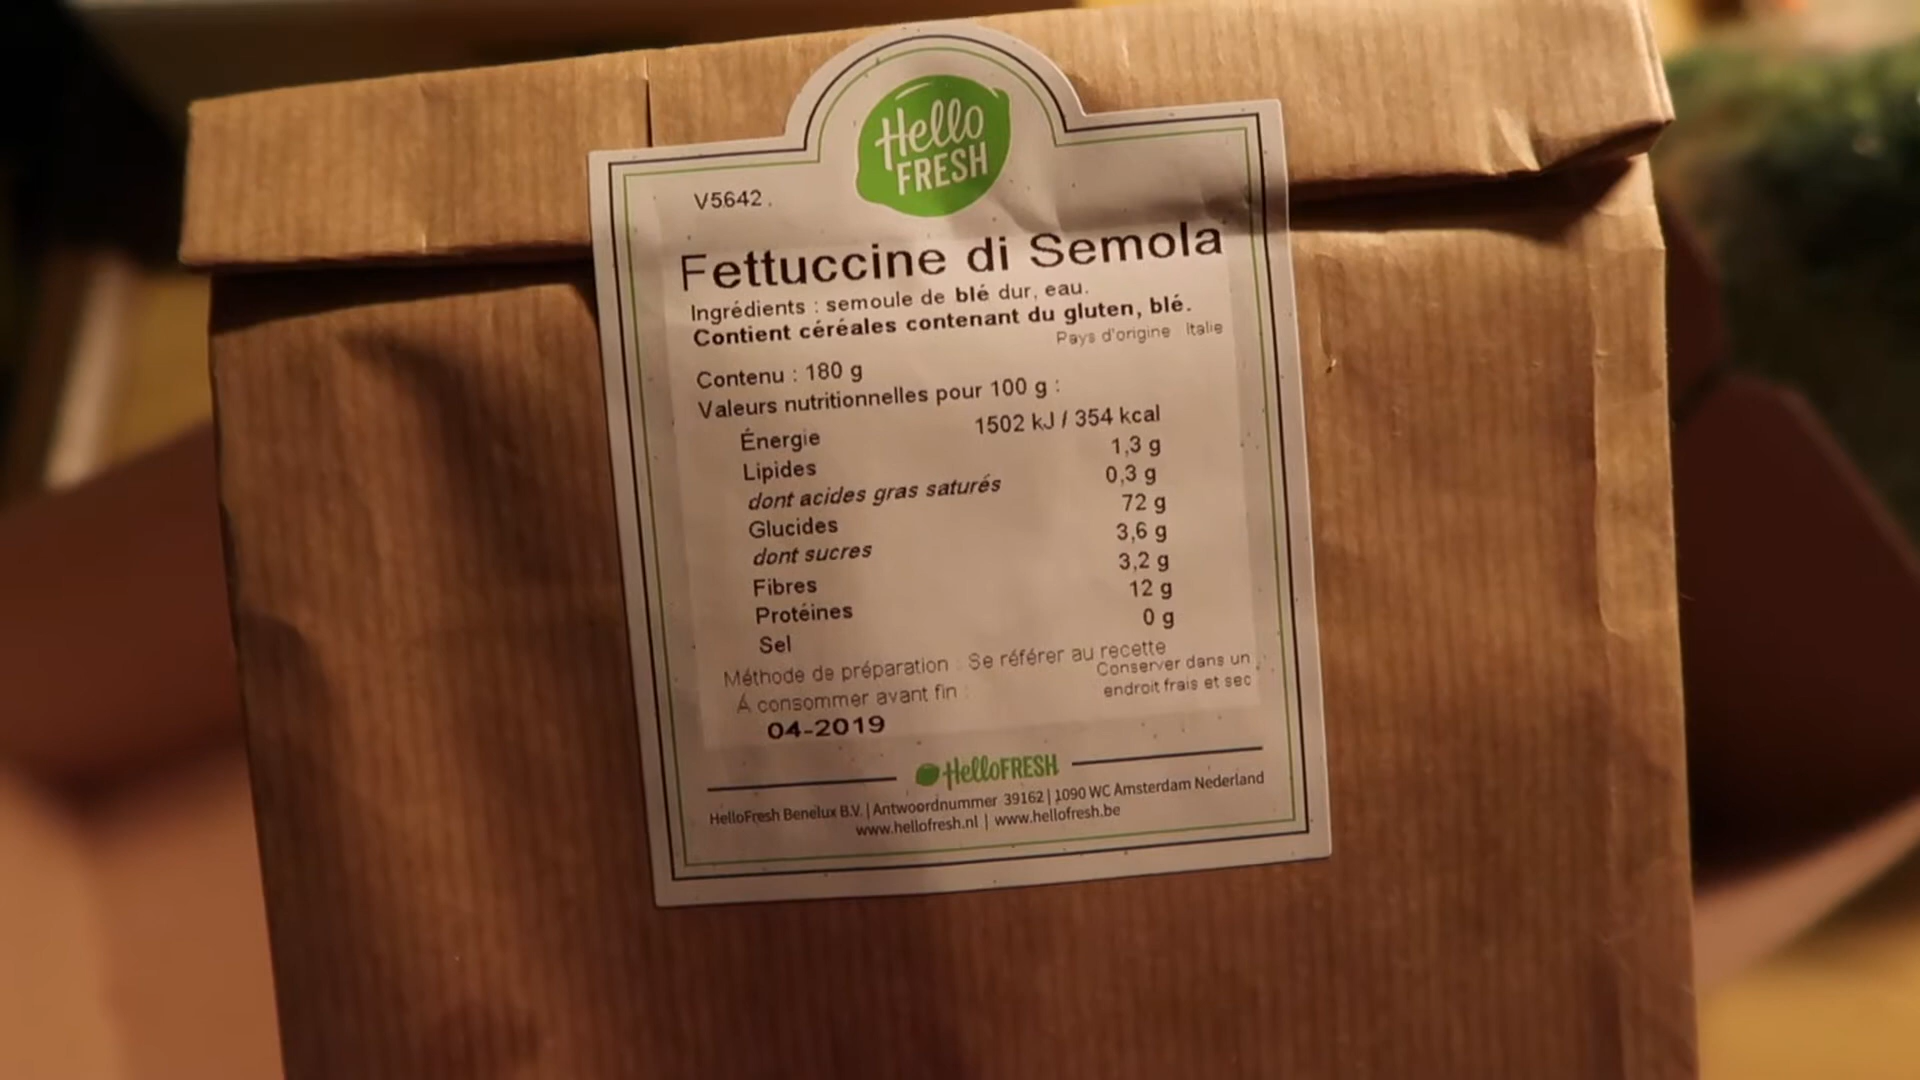 Hello
FRESH
V5642.
Fettuccine di Semola
Ingrédients : semoule de blé dur, eau.
Contient céréales contenant du gluten, blé.
Pays d'origine Italie
Contenu : 180 g
Valeurs nutritionnelles pour 100 g :
Énergie 1502 kJ / 354 kcal
Lipides 1,3 g
dont acides gras saturés 0,3 g
Glucides 72 g
dont sucres 3,6 g
Fibres 3,2 g
Protéines 12 g
Sel 0 g
Méthode de préparation : Se référer au recette
À consommer avant fin :
04-2019
Conserver dans un
endroit frais et sec
HelloFRESH
HelloFresh Benelux B.V. | Antwoordnummer 39162 | 1090 WC Amsterdam Nederland
www.hellofresh.nl | www.hellofresh.be